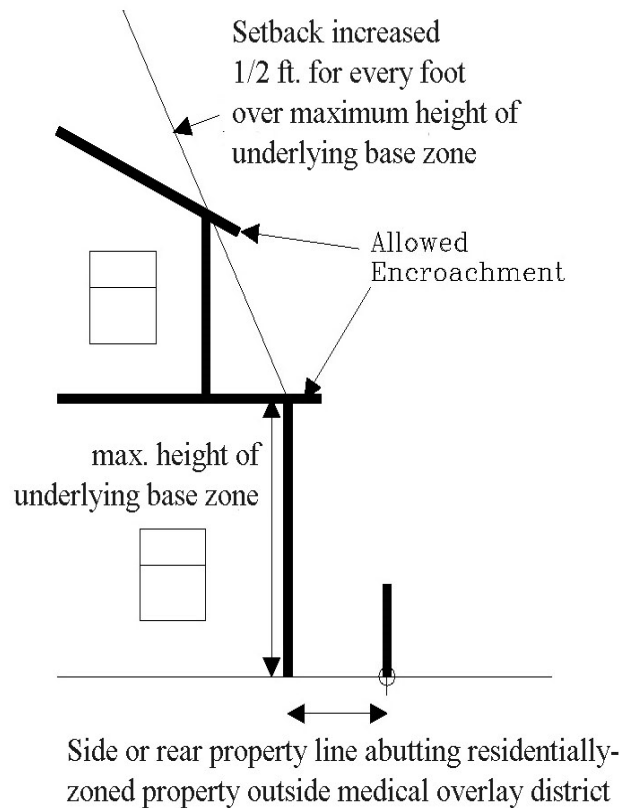 Setback increased
1/2 ft. for every foot
over maximum height of
underlying base zone
Allowed
Encroachment
max. height of
underlying base zone
Side or rear property line abutting residentially-
zoned property outside medical overlay district